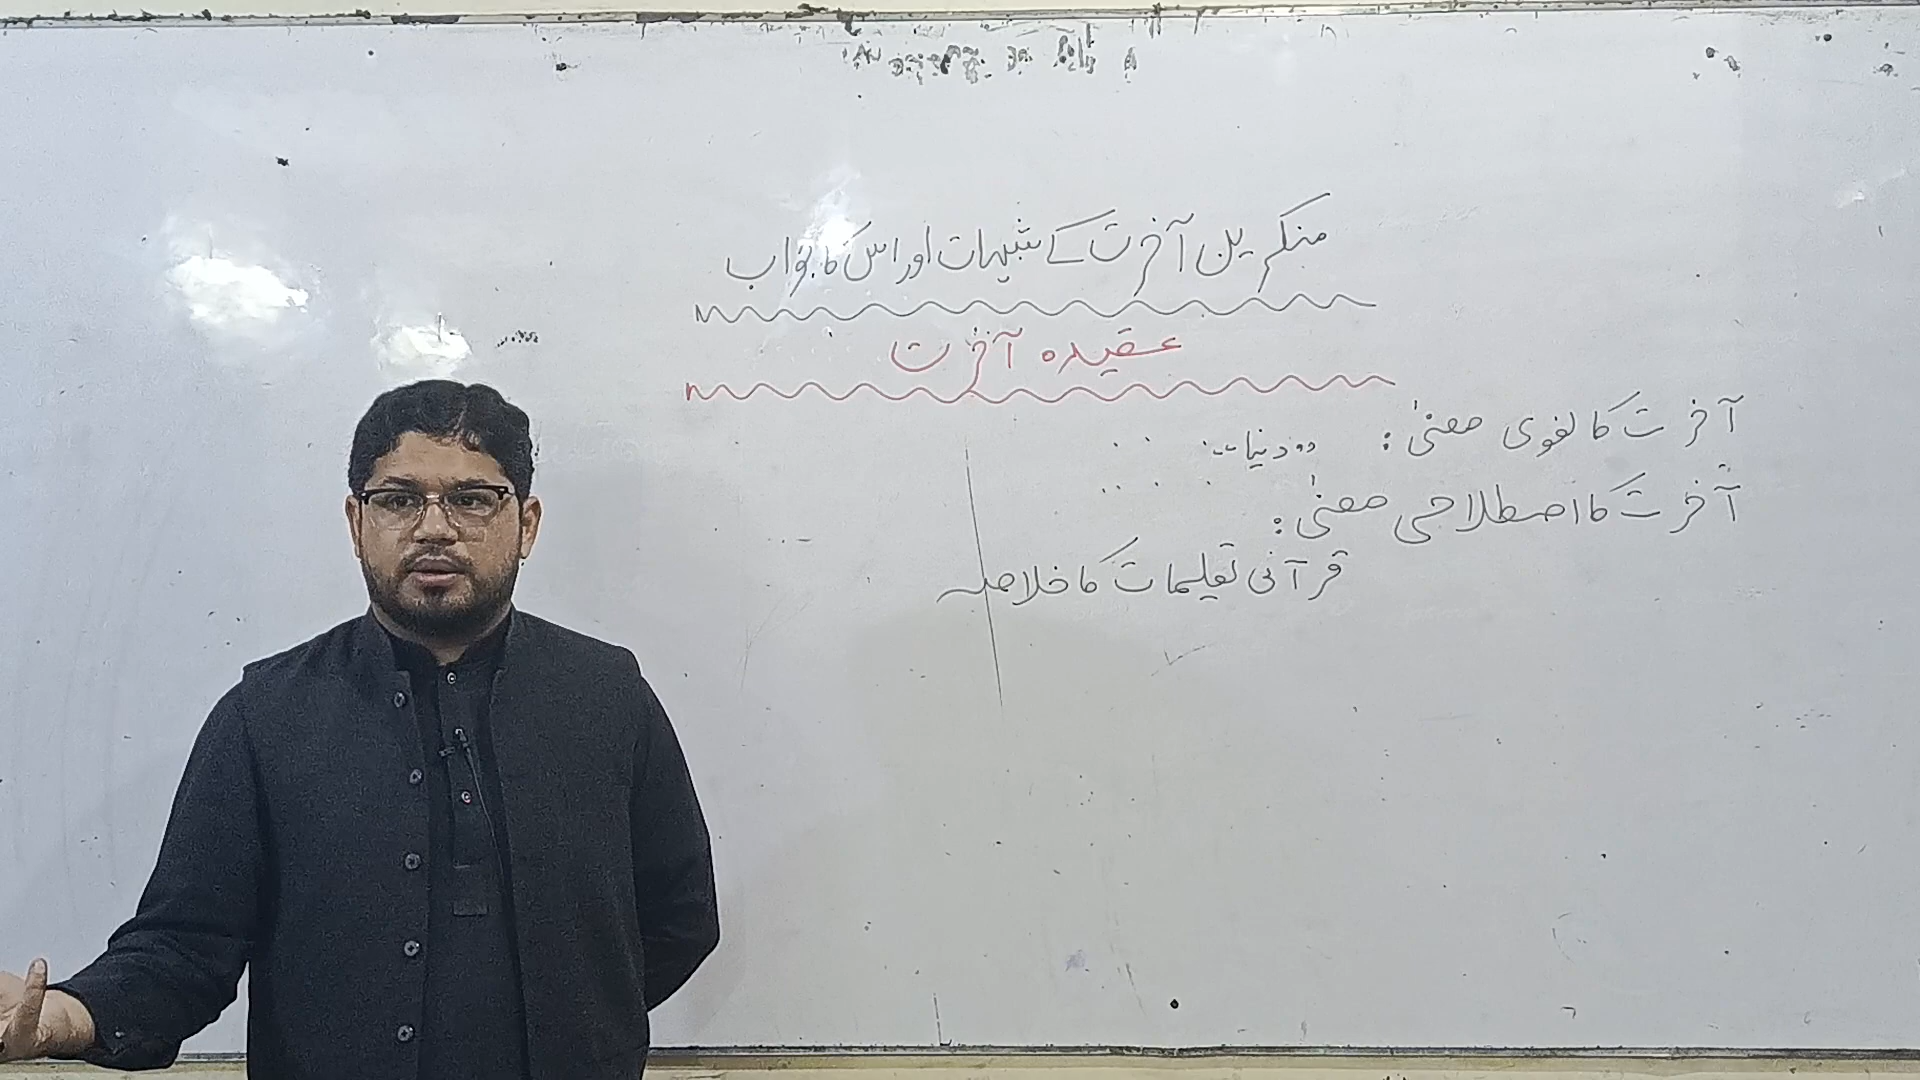 منکرین آخرت کے شبہات اور اس کا جواب
عقیدہ آخرت
آخرت کا لغوی معنیٰ: دو دنیا
آخرت کا اصطلاحی معنیٰ:
قرآنی تعلیمات کا خلاصہ